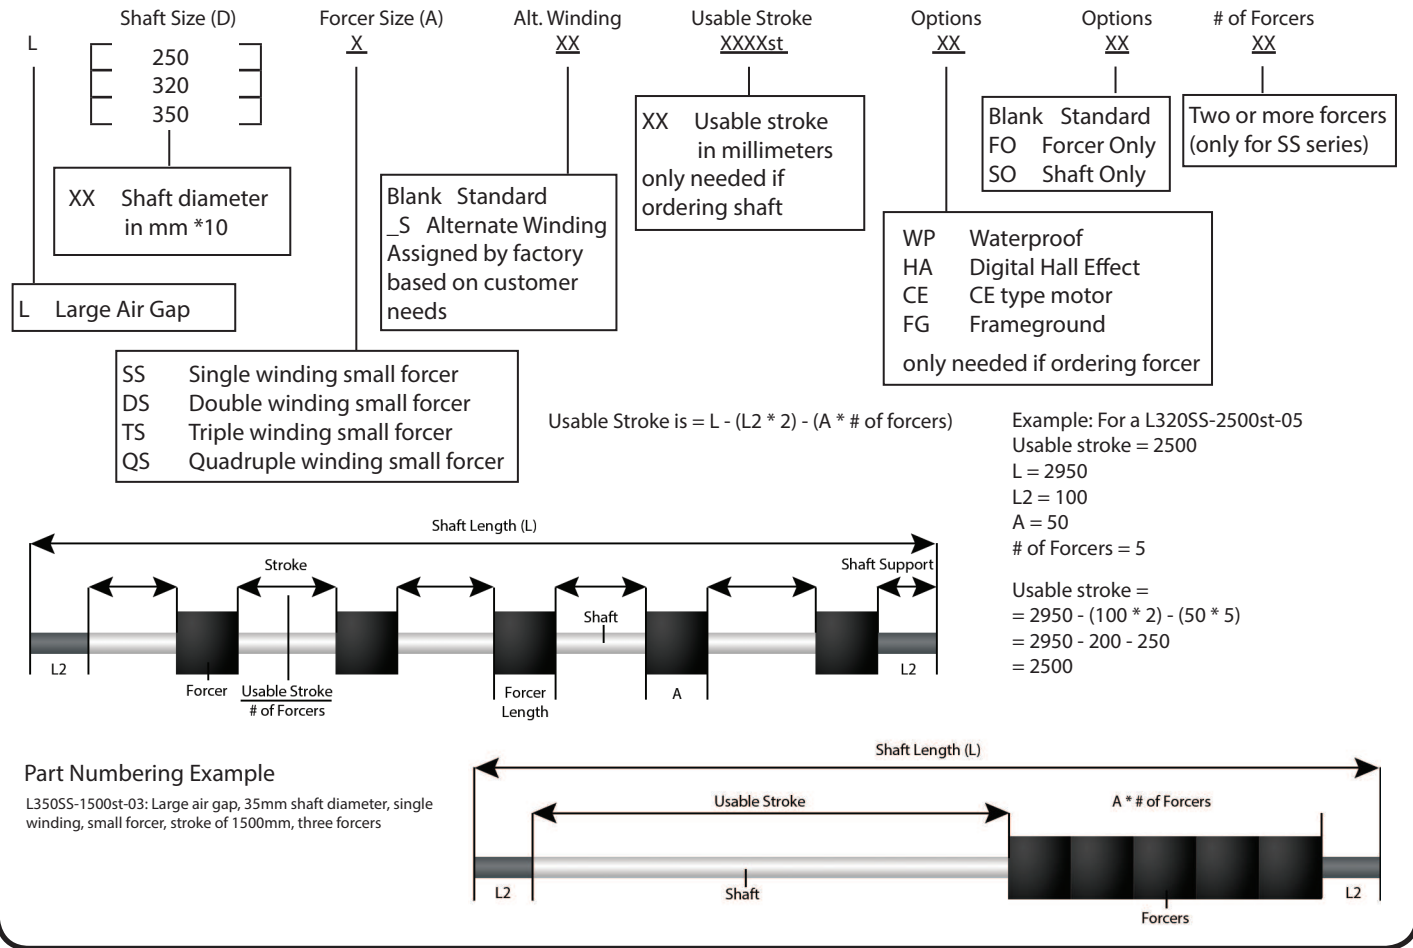 Shaft Size (D)
Forcer Size (A)
Alt. Winding
Usable Stroke
Options
Options
# of Forcers
L
250
320
350
X
XX
XXXXst
XX
XX
XX
XX Shaft diameter
in mm *10
L Large Air Gap
SS Single winding small forcer
DS Double winding small forcer
TS Triple winding small forcer
QS Quadruple winding small forcer
Blank Standard
_S Alternate Winding
Assigned by factory
based on customer
needs
XX Usable stroke
in millimeters
only needed if
ordering shaft
WP Waterproof
HA Digital Hall Effect
CE CE type motor
FG Frameground
only needed if ordering forcer
Blank Standard
FO Forcer Only
SO Shaft Only
Two or more forcers
(only for SS series)
Usable Stroke is = L - (L2 * 2) - (A * # of forcers)
Example: For a L320SS-2500st-05
Usable stroke = 2500
L = 2950
L2 = 100
A = 50
# of Forcers = 5
Usable stroke =
= 2950 - (100 * 2) - (50 * 5)
= 2950 - 200 - 250
= 2500
Shaft Length (L)
Stroke
Shaft Support
Shaft
L2
Forcer
Usable Stroke
# of Forcers
Forcer
Length
A
L2
Part Numbering Example
L350SS-1500st-03: Large air gap, 35mm shaft diameter, single
winding, small forcer, stroke of 1500mm, three forcers
Shaft Length (L)
Usable Stroke
A * # of Forcers
L2
Shaft
Forcers
L2